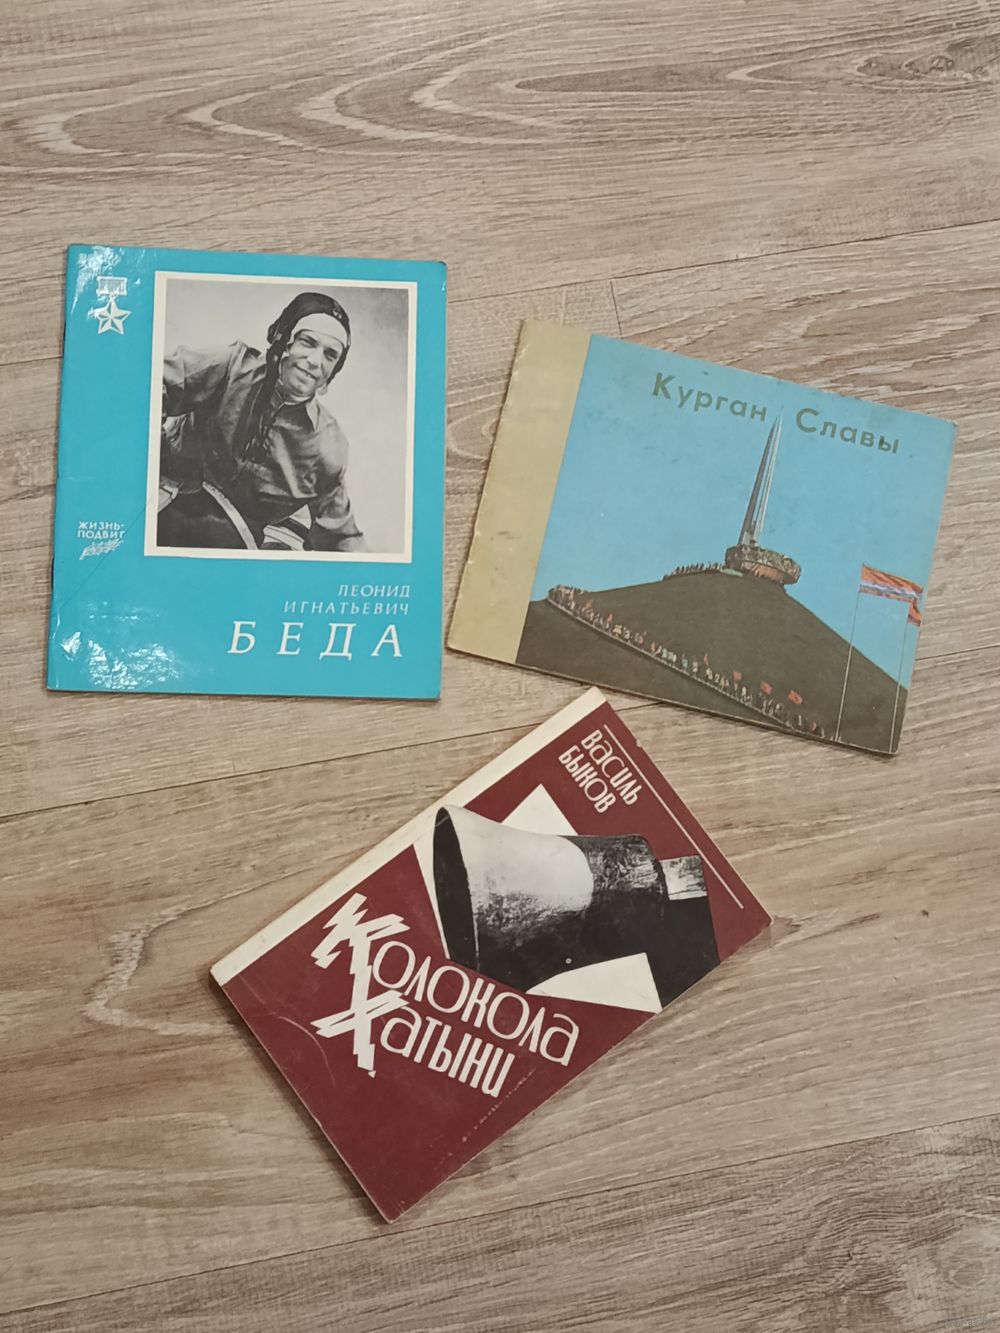 ЖИЗНЬ-
ПОДВИГ
ЛЕОНИД
ИГНАТЬЕВИЧ
БЕДА
Курган Славы
ВАСИЛЬ
БЫКОВ
КОЛОКОЛА
ХАТЫНИ